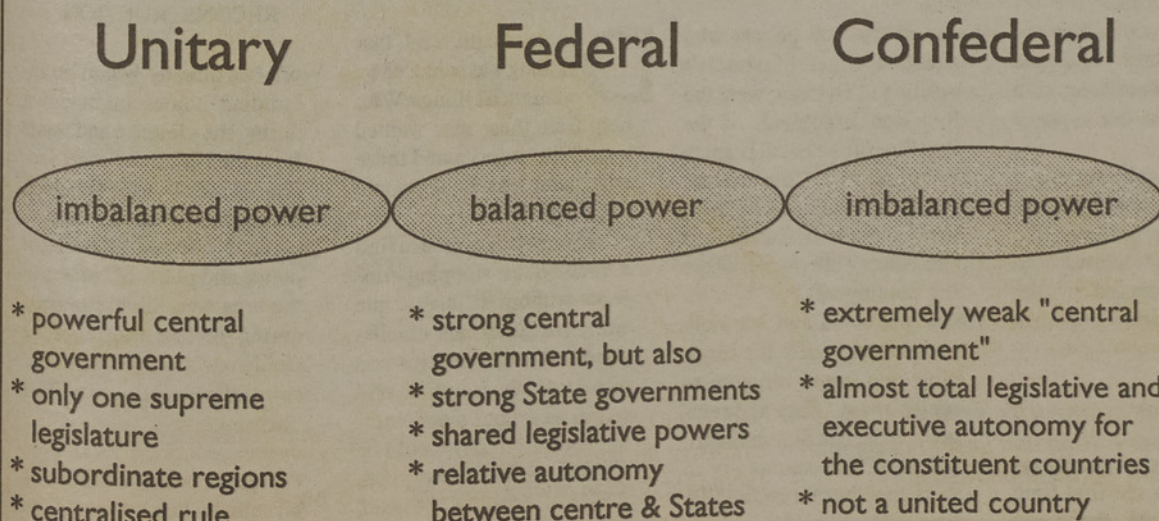 Unitary
imbalanced power
* powerful central
government
* only one supreme
legislature
* subordinate regions
* centralised rule
Federal
balanced power
* strong central
government, but also
* strong State governments
* shared legislative powers
* relative autonomy
between centre & States
Confederal
imbalanced power
* extremely weak "central
government"
* almost total legislative and
executive autonomy for
the constituent countries
* not a united country